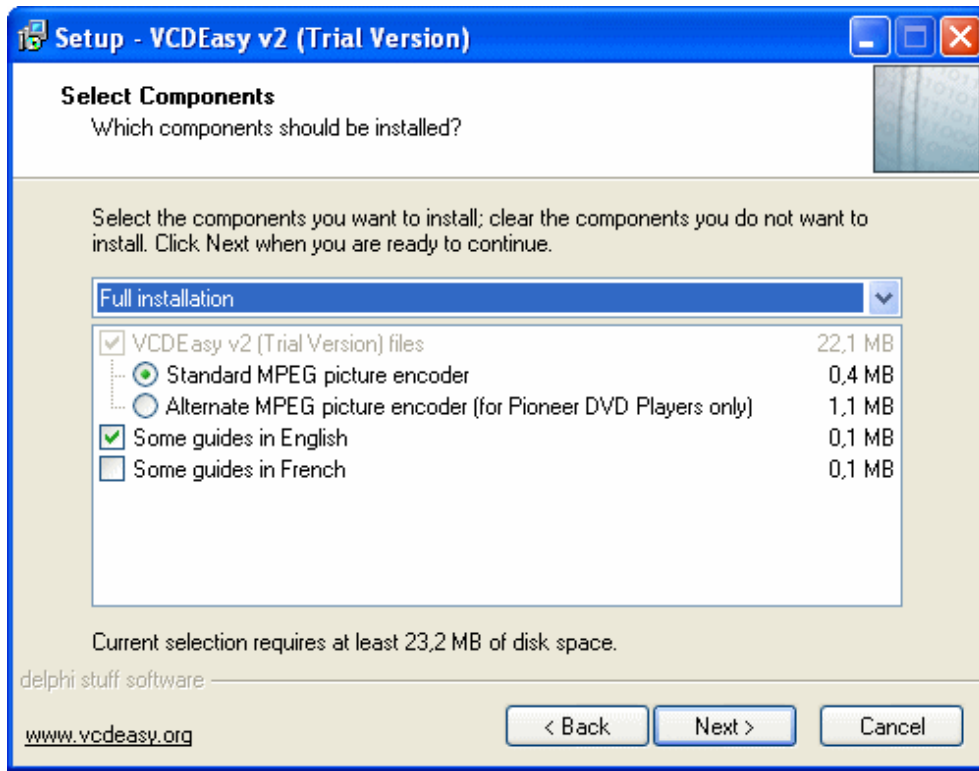 Setup - VCDEasy v2 (Trial Version)
Select Components
Which components should be installed?
Select the components you want to install; clear the components you do not want to
install. Click Next when you are ready to continue.
Full installation
VCDEasy v2 (Trial Version) files 22,1 MB
Standard MPEG picture encoder 0,4 MB
Alternate MPEG picture encoder (for Pioneer DVD Players only) 1,1 MB
Some guides in English 0,1 MB
Some guides in French 0,1 MB
Current selection requires at least 23,2 MB of disk space.
delphi stuff software
www.vcdeasy.org < Back Next > Cancel